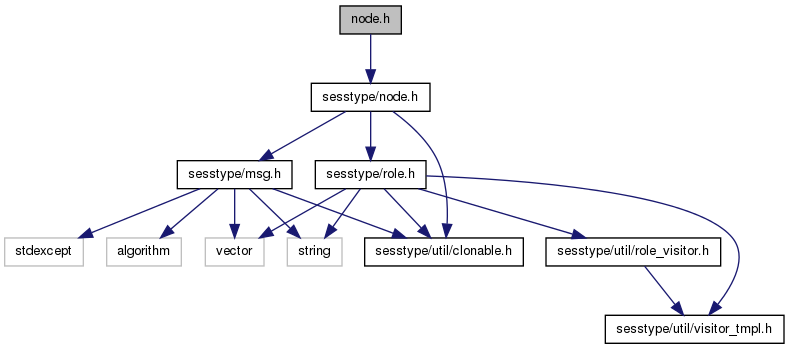 node.h
sesstype/node.h
sesstype/msg.h
sesstype/role.h
stdexcept
algorithm
vector
string
sesstype/util/clonable.h
sesstype/util/role_visitor.h
sesstype/util/visitor_tmpl.h